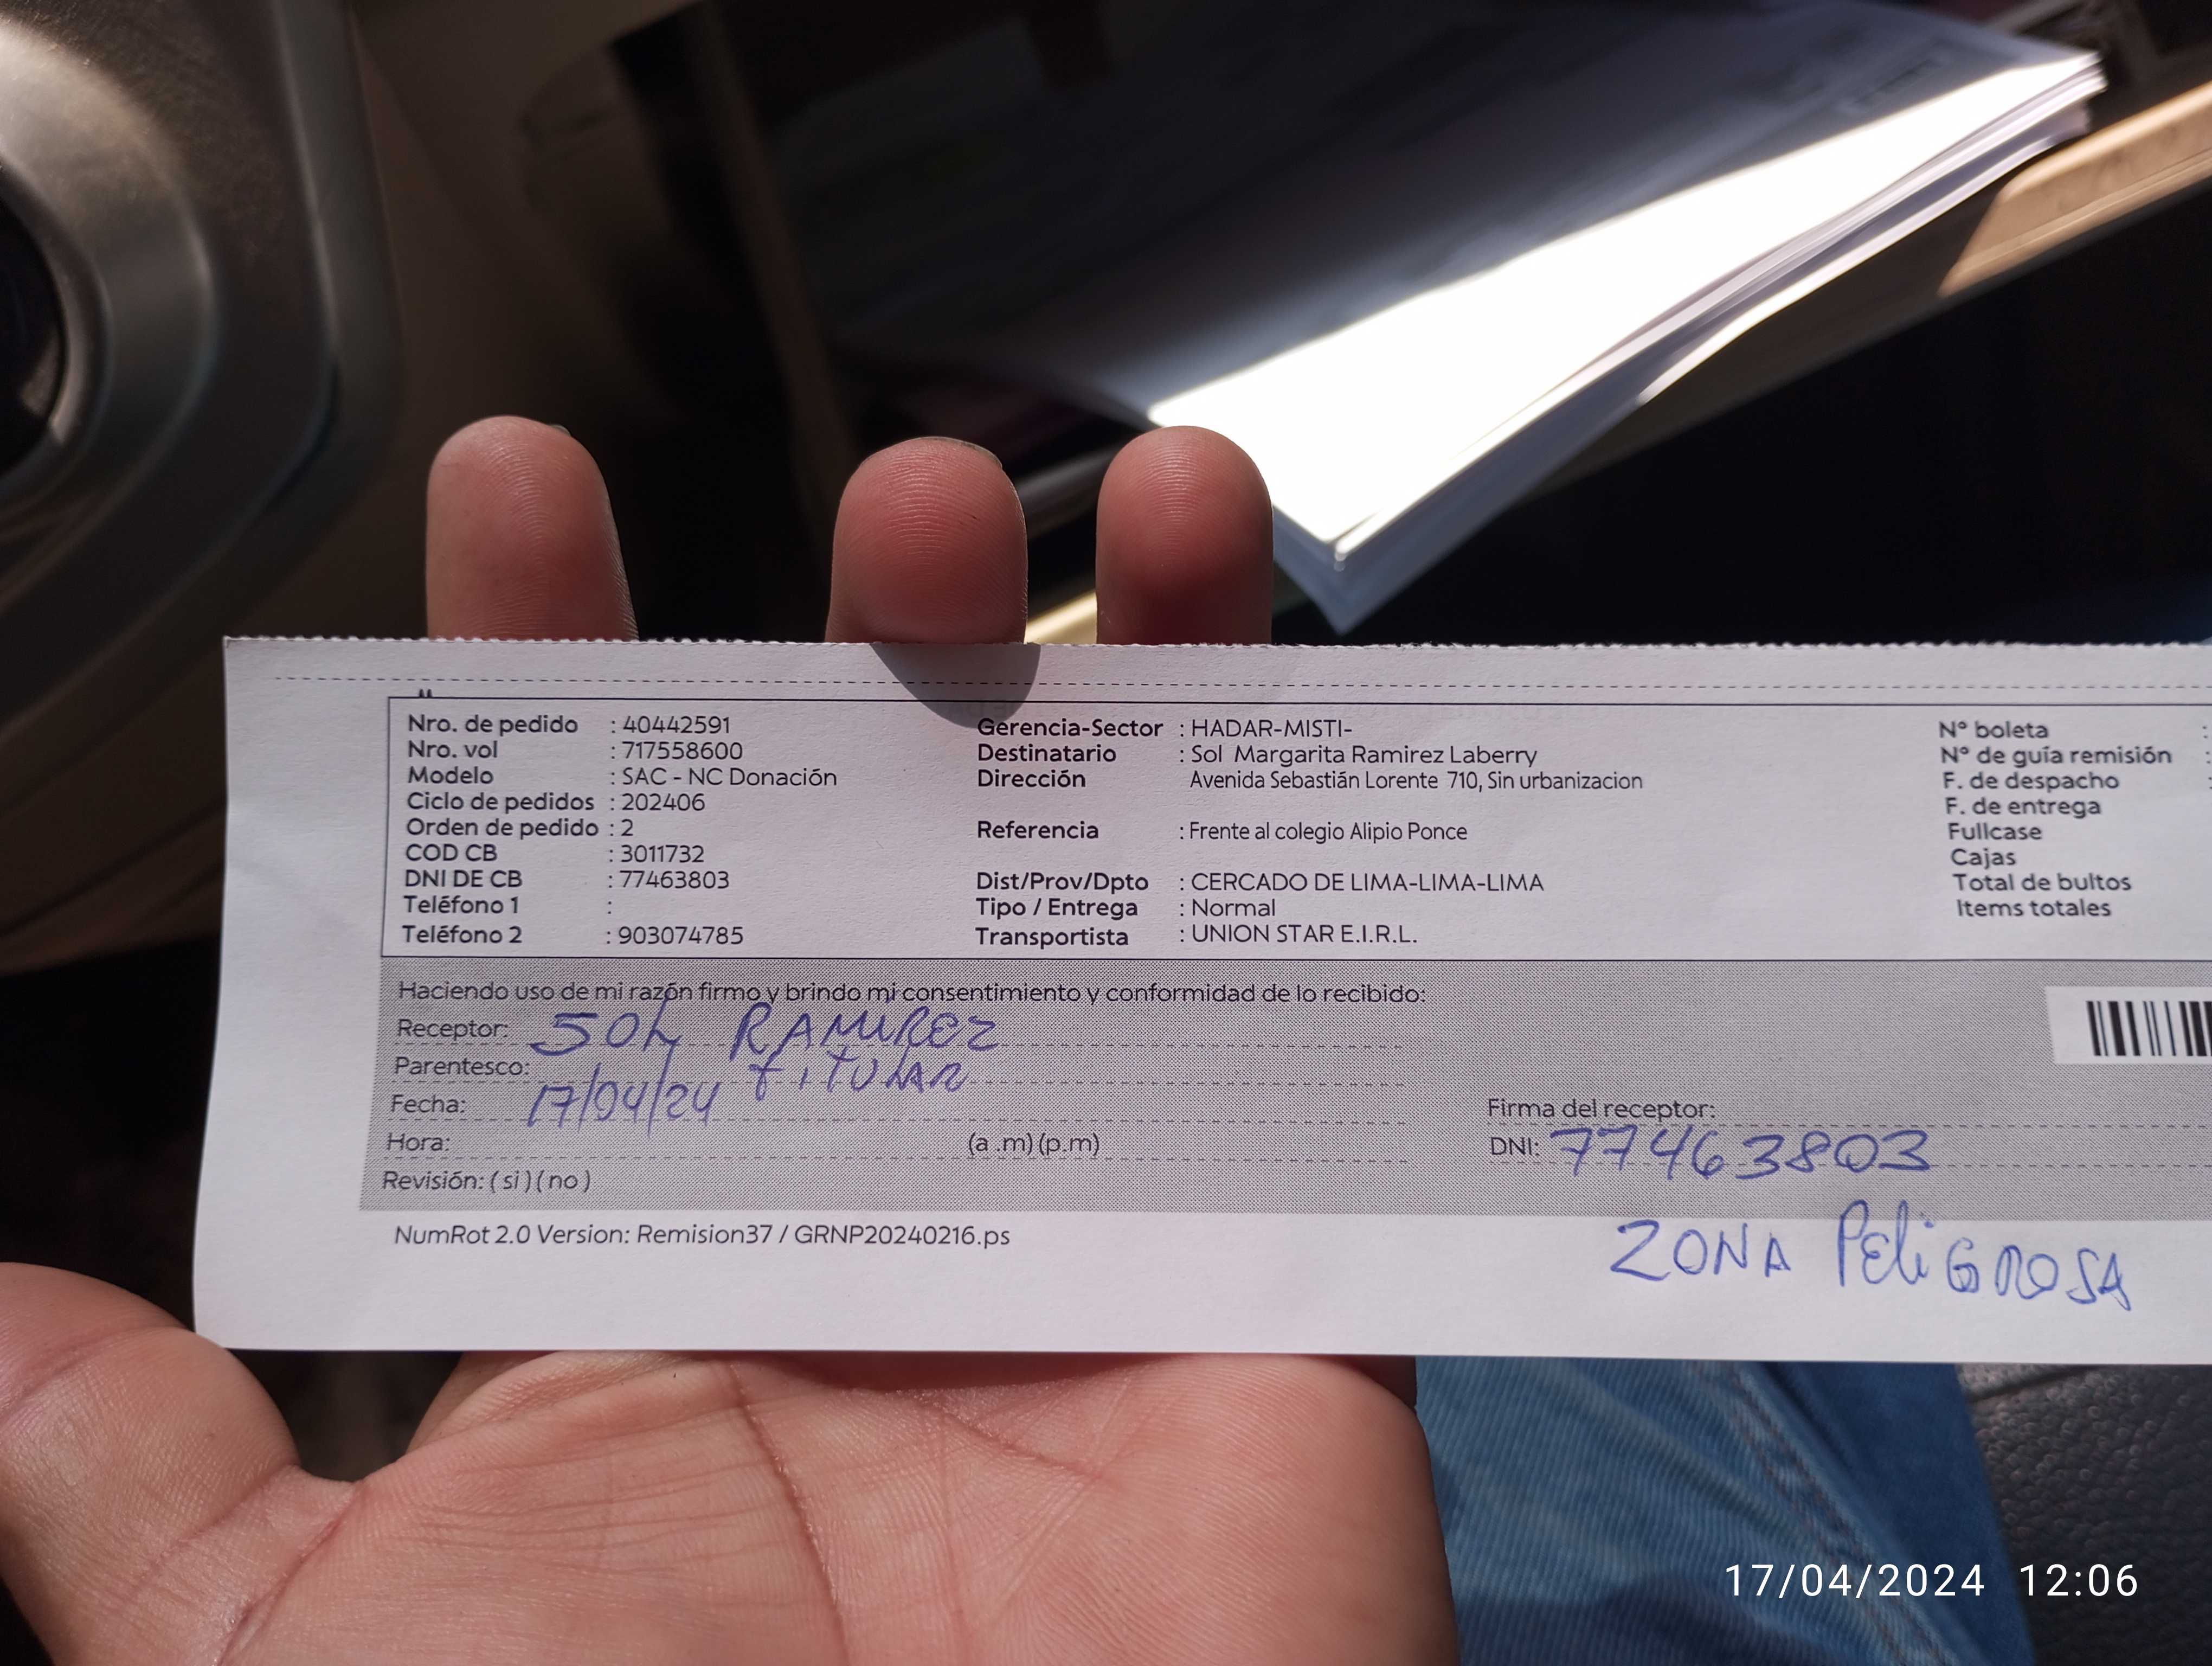 Nro. de pedido : 40442591
Nro. vol : 717558600
Modelo : SAC - NC Donación
Ciclo de pedidos : 202406
Orden de pedido : 2
COD CB : 3011732
DNI DE CB : 77463803
Teléfono 1 :
Teléfono 2 : 903074785
Gerencia-Sector : HADAR-MISTI-
Destinatario : Sol Margarita Ramirez Laberry
Dirección Avenida Sebastián Lorente 710, Sin urbanizacion
Referencia : Frente al colegio Alipio Ponce
Dist/Prov/Dpto : CERCADO DE LIMA-LIMA-LIMA
Tipo / Entrega : Normal
Transportista : UNION STAR E.I.R.L.
N° boleta :
N° de guía remisión :
F. de despacho :
F. de entrega
Fullcase
Cajas
Total de bultos
Items totales
Haciendo uso de mi razón firmo y brindo mi consentimiento y conformidad de lo recibido:
Receptor: SOL RAMIREZ
Parentesco: TITULAR
Fecha: 17/04/24
Hora: (a .m) (p.m)
Revisión: ( si ) ( no )
Firma del receptor:
DNI: 77463803
NumRot 2.0 Version: Remision37 / GRNP20240216.ps
ZONA PELiGROSA
17/04/2024 12:06